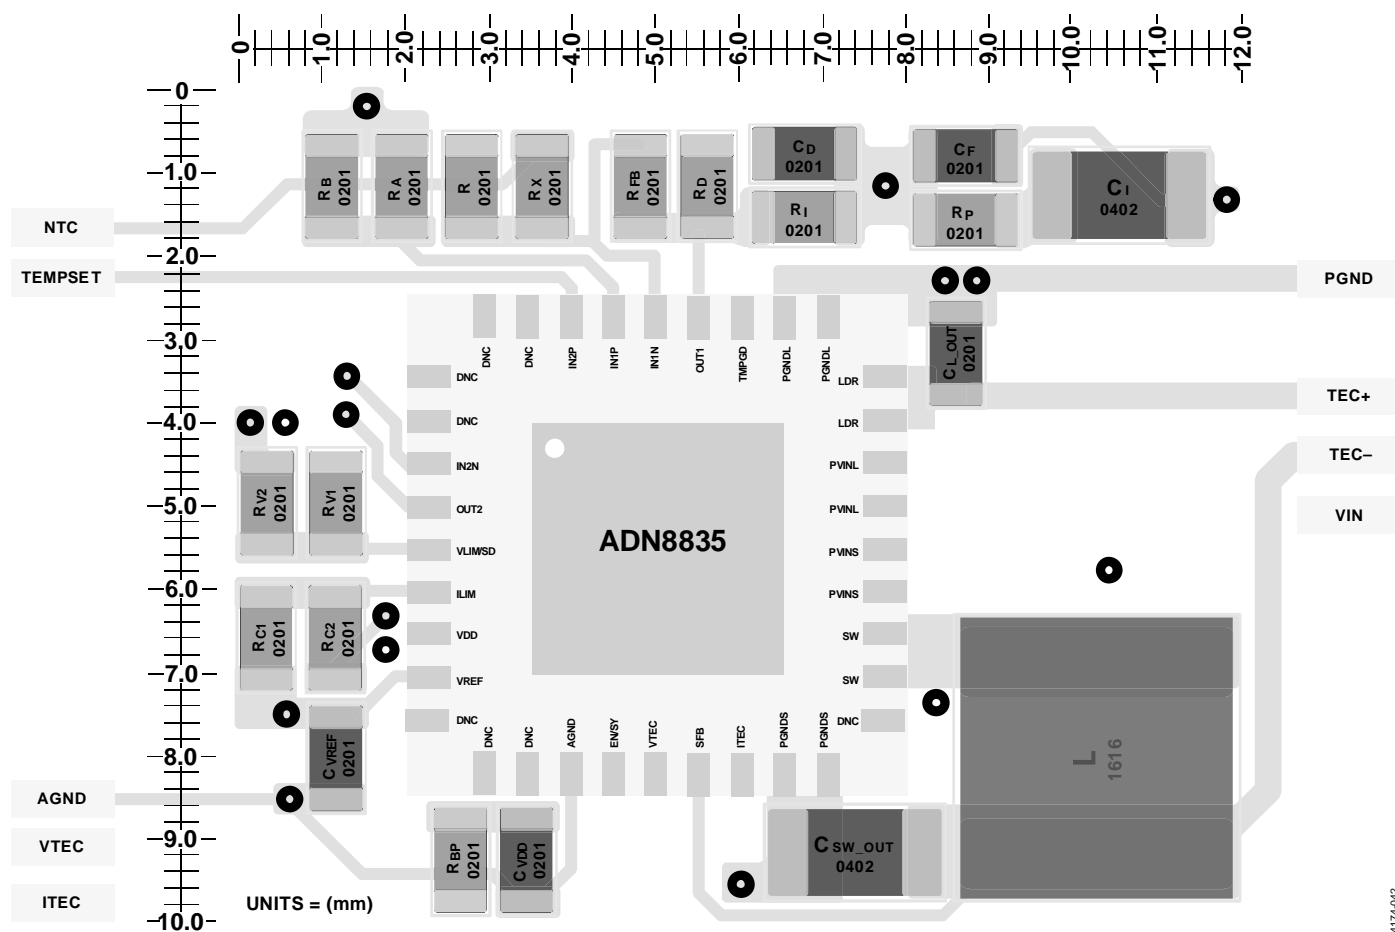 0 1.0 2.0 3.0 4.0 5.0 6.0 7.0 8.0 9.0 -10.0 -11.0 -12.0
0
-1.0
-2.0
-3.0
-4.0
-5.0
-6.0
-7.0
-8.0
-9.0
-10.0
RB 0201
RA 0201
R 0201
RX 0201
RFB 0201
RD 0201
CD
0201
RI
0201
CF
0201
RP
0201
CI
0402
NTC
TEMPSET
PGND
TEC+
TEC–
VIN
CL_OUT 0201
DNC DNC IN2P IN1P IN1N OUT1 TMPGD PGNDL PGNDL
DNC
DNC
IN2N
OUT2
VLIM/SD
ILIM
VDD
VREF
DNC
LDR
LDR
PVINL
PVINL
PVINS
PVINS
SW
SW
DNC
ADN8835
RV2 0201
RV1 0201
RC1 0201
RC2 0201
CVREF 0201
DNC DNC AGND EN/SY VTEC SFB ITEC PGNDS PGNDS
L
1616
AGND
VTEC
ITEC
RBP 0201
CVDD 0201
CSW_OUT
0402
UNITS = (mm)